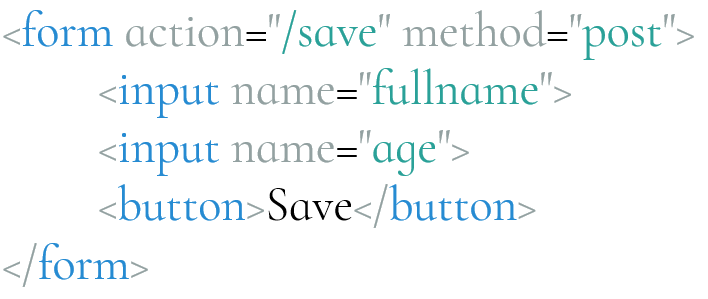 <form action="/save" method="post">
<input name="fullname">
<input name="age">
<button>Save</button>
</form>